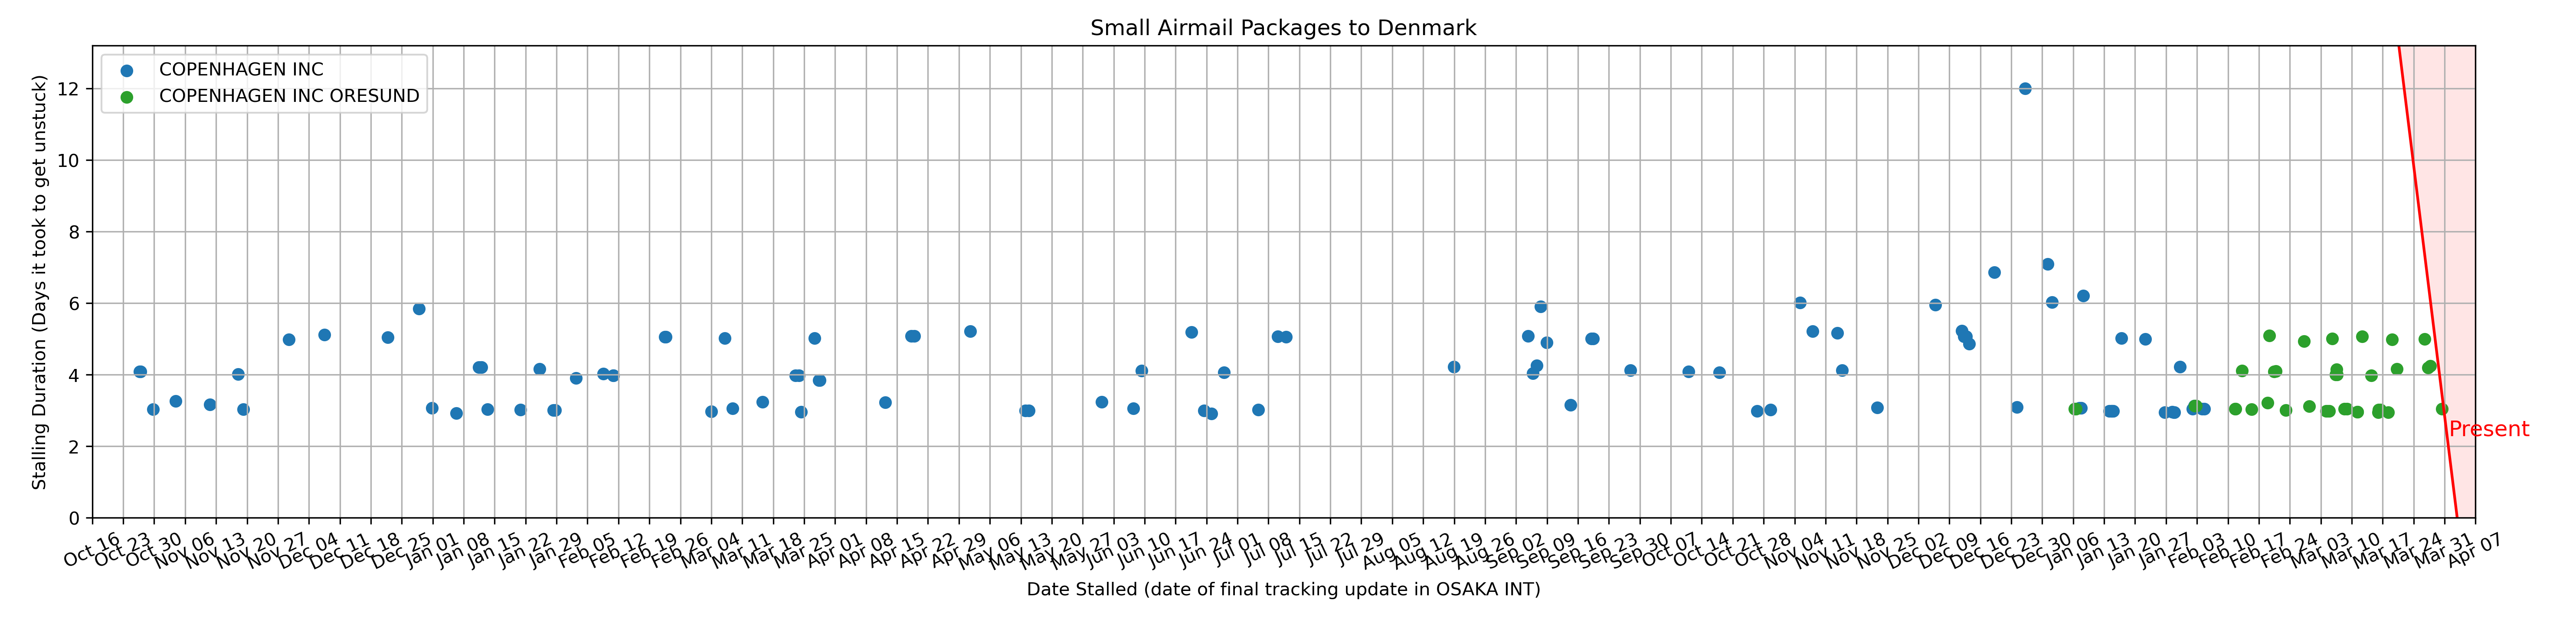 Small Airmail Packages to Denmark
COPENHAGEN INC
COPENHAGEN INC ORESUND
Stalling Duration (Days it took to get unstuck)
12
10
8
6
4
2
0
Present
Oct 16
Oct 23
Oct 30
Nov 06
Nov 13
Nov 20
Nov 27
Dec 04
Dec 11
Dec 18
Dec 25
Jan 01
Jan 08
Jan 15
Jan 22
Jan 29
Feb 05
Feb 12
Feb 19
Feb 26
Mar 04
Mar 11
Mar 18
Mar 25
Apr 01
Apr 08
Apr 15
Apr 22
Apr 29
May 06
May 13
May 20
May 27
Jun 03
Jun 10
Jun 17
Jun 24
Jul 01
Jul 08
Jul 15
Jul 22
Jul 29
Aug 05
Aug 12
Aug 19
Aug 26
Sep 02
Sep 09
Sep 16
Sep 23
Sep 30
Oct 07
Oct 14
Oct 21
Oct 28
Nov 04
Nov 11
Nov 18
Nov 25
Dec 02
Dec 09
Dec 16
Dec 23
Dec 30
Jan 06
Jan 13
Jan 20
Jan 27
Feb 03
Feb 10
Feb 17
Feb 24
Mar 03
Mar 10
Mar 17
Mar 24
Mar 31
Apr 07
Date Stalled (date of final tracking update in OSAKA INT)